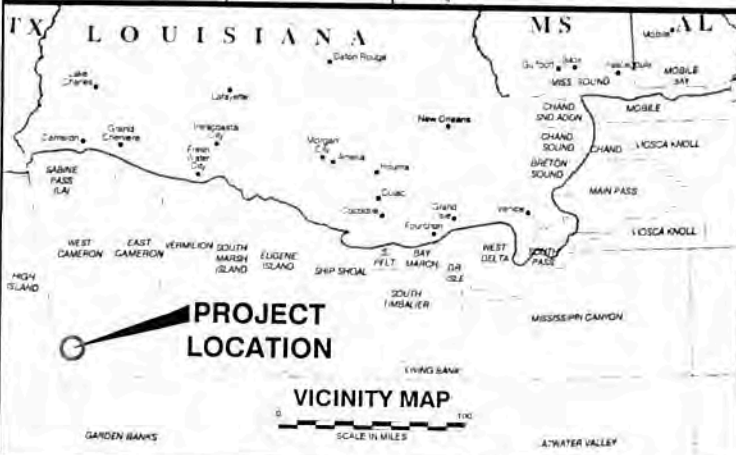 TX LOUISIANA MS AL
Baton Rouge
Mobile
Lake Charles
Lafayette
Gulfport
MISS SOUND
MOBILE BAY
New Orleans
CHAND SND ADDN
MOBILE
Cameron
Grand Chenier
Intracoastal City
Morgan City
Amelia
Fresh Water City
Houma
CHAND SOUND
CHAND
VIOSCA KNOLL
BRETON SOUND
SABINE PASS (LA)
Cocodrie
Grand Isle
Venice
MAIN PASS
Fourchon
WEST CAMERON
EAST CAMERON
VERMILION
SOUTH MARSH ISLAND
EUGENE ISLAND
SHIP SHOAL
S. PELT
BAY MARCH.
GR ISLE
WEST DELTA
SOUTH PASS
VIOSCA KNOLL
HIGH ISLAND
SOUTH TIMBALIER
MISSISSIPPI CANYON
PROJECT
LOCATION
EWING BANK
VICINITY MAP
0 100
SCALE IN MILES
GARDEN BANKS
ATWATER VALLEY